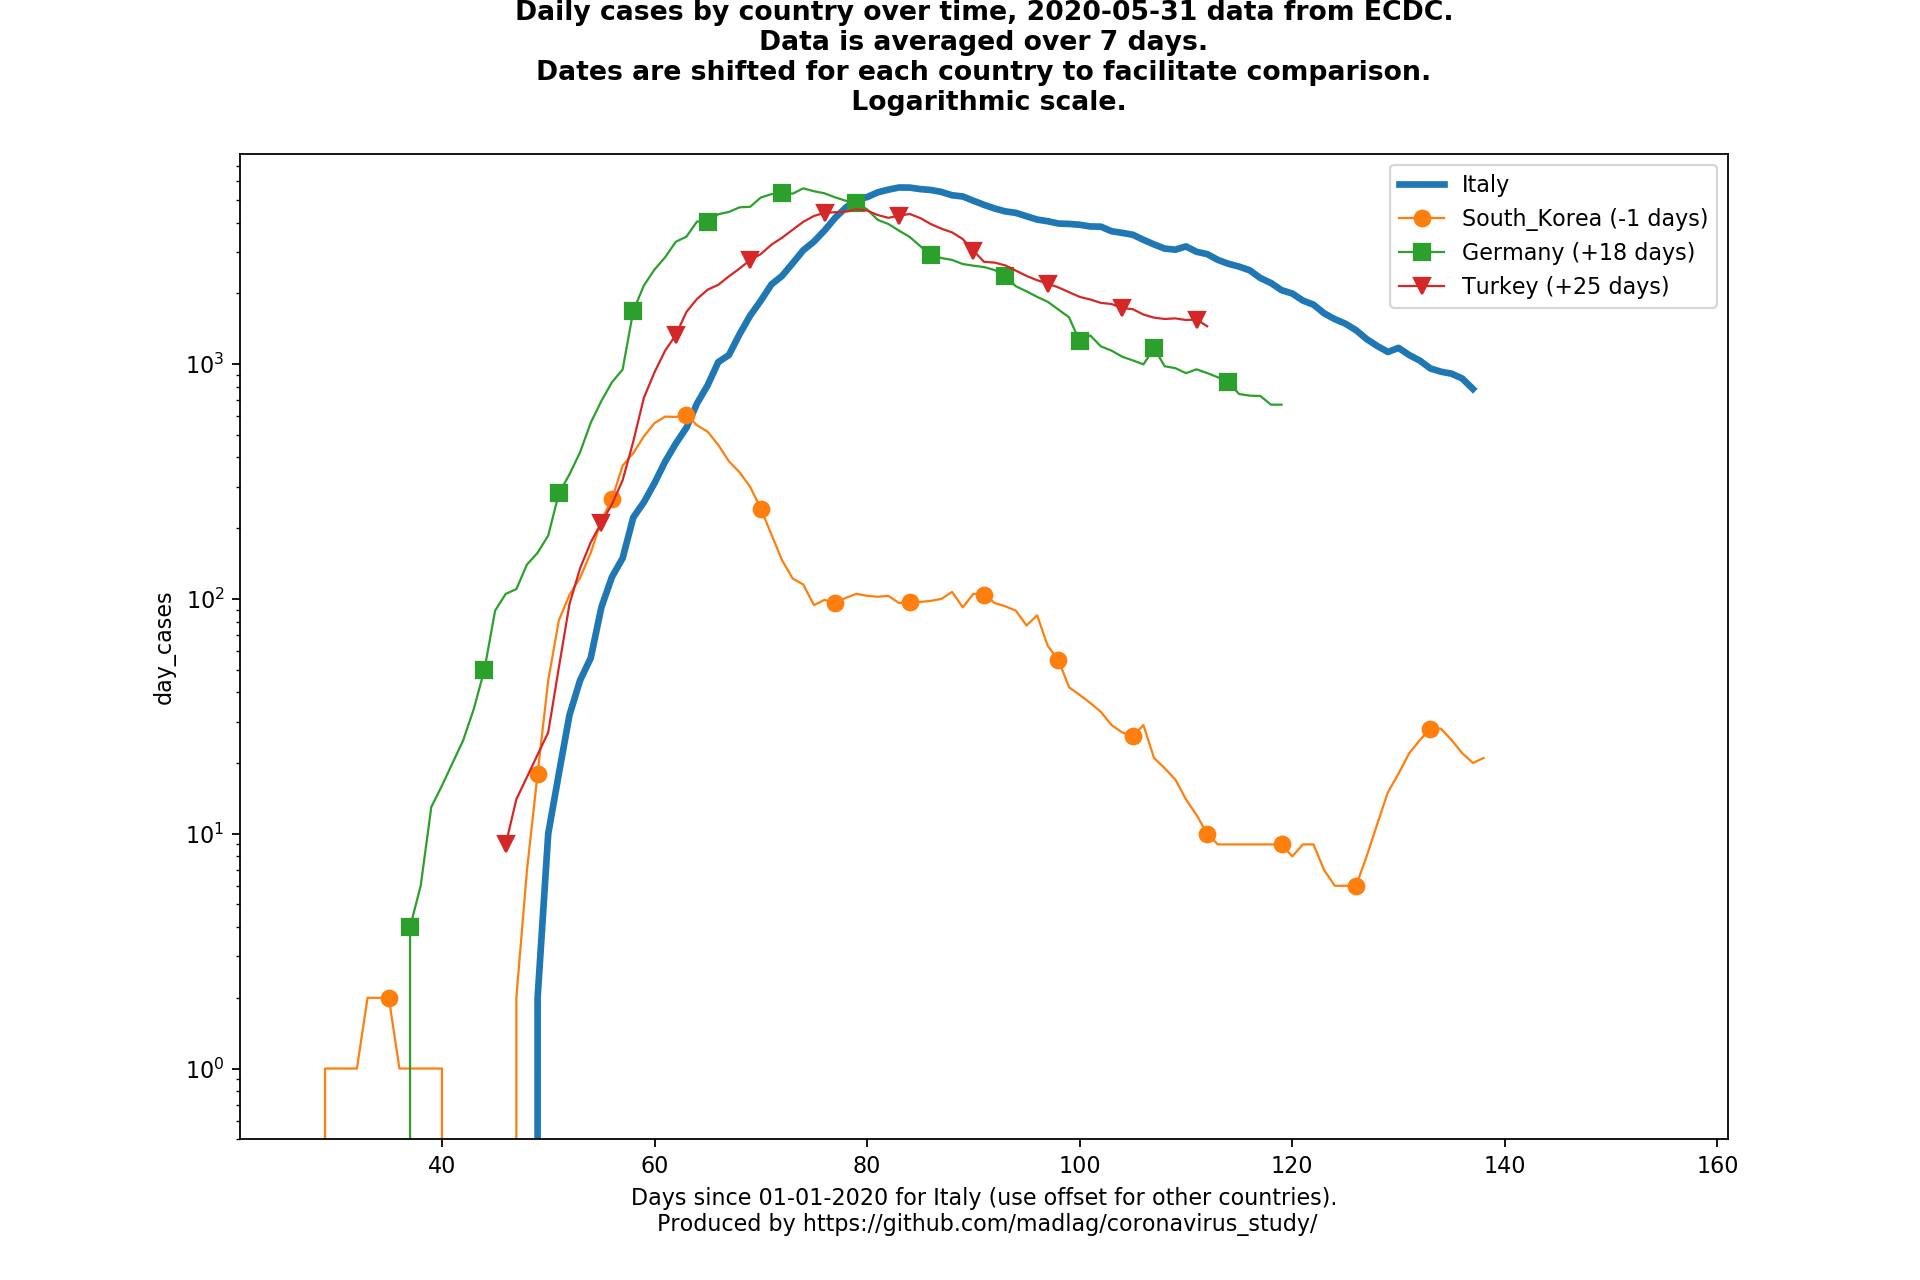 Daily cases by country over time, 2020-05-31 data from ECDC.
Data is averaged over 7 days.
Dates are shifted for each country to facilitate comparison.
Logarithmic scale.
Italy
South_Korea (-1 days)
Germany (+18 days)
Turkey (+25 days)
day_cases
10³
10²
10¹
10⁰
40 60 80 100 120 140 160
Days since 01-01-2020 for Italy (use offset for other countries).
Produced by https://github.com/madlag/coronavirus_study/